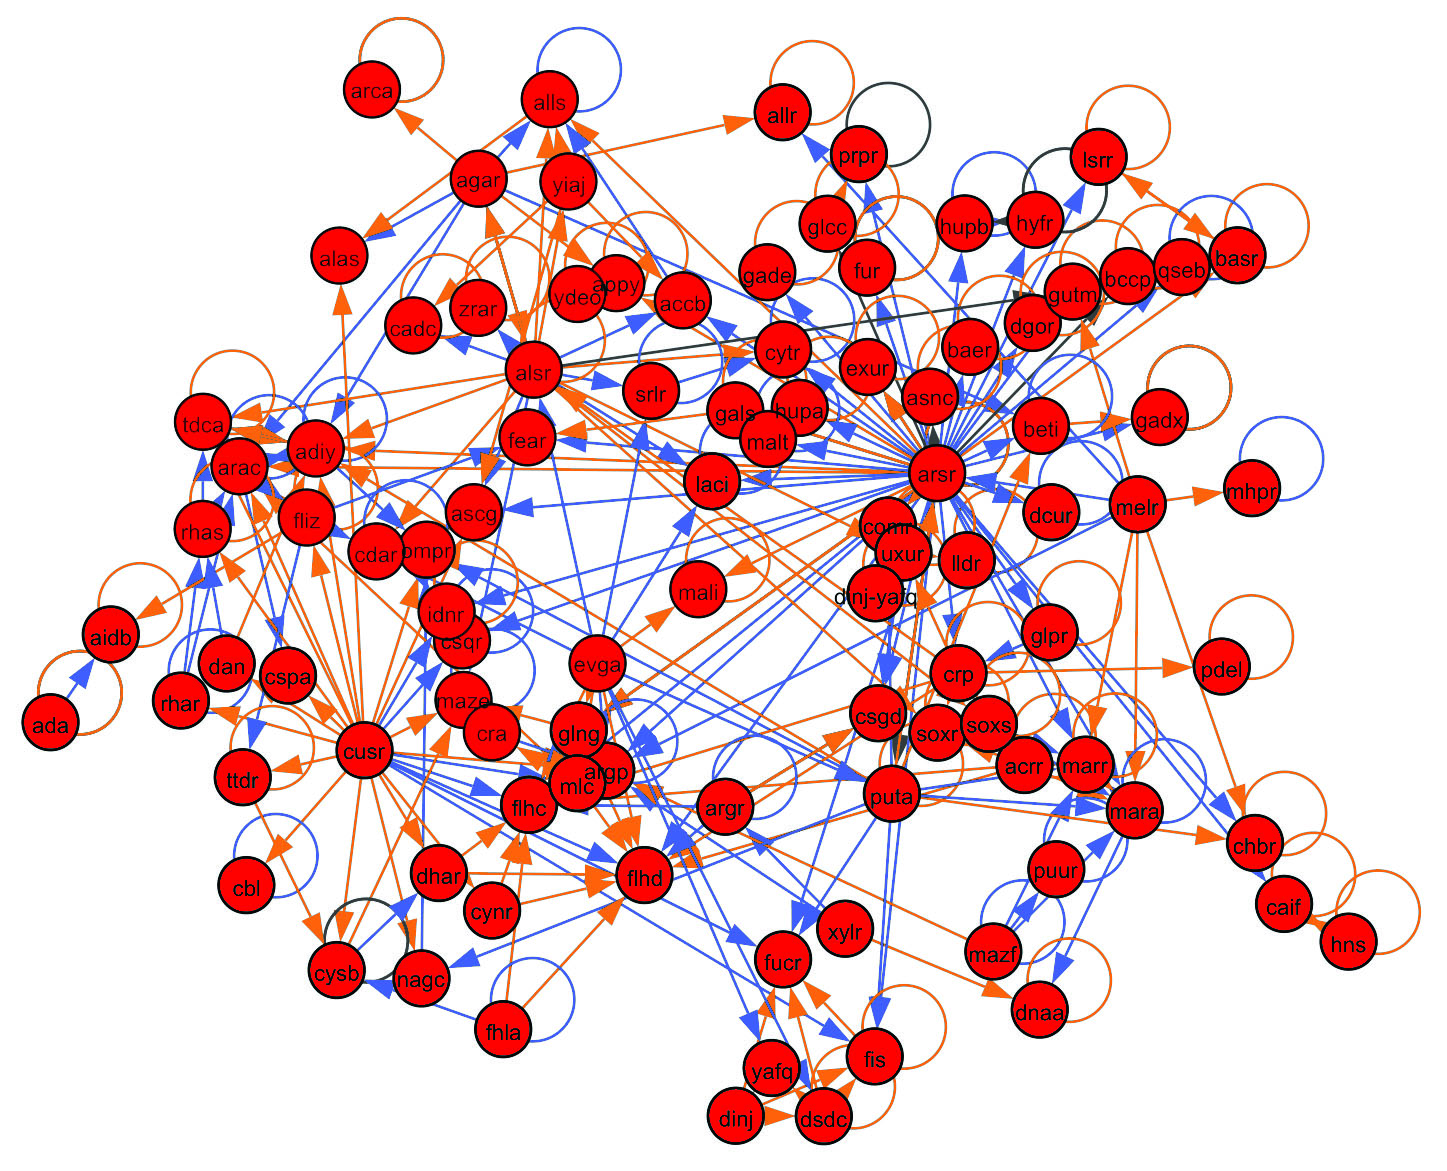 arca
alls
allr
prpr
lsrr
agar
yiaj
glcc
hupb
hyfr
alas
fur
gade
basr
qseb
bccp
appy
ydeo
accb
gutm
zrar
cadc
dgor
cytr
baer
alsr
exur
srlr
asnc
gals
hupa
tdca
beti
gadx
fear
malt
adiy
arac
laci
arsr
mhpr
melr
ascg
dcur
fliz
rhas
comr
cdar
ompr
uxur
lldr
mali
dinj-yafq
idnr
aidb
glpr
csqr
dan
evga
pdel
cspa
crp
rhar
maze
ada
csgd
cra
glng
soxr
soxs
cusr
acrr
marr
argp
ttdr
mlc
puta
flhc
argr
mara
chbr
puur
dhar
flhd
cbl
caif
cynr
xylr
hns
mazf
fucr
cysb
nagc
dnaa
fhla
fis
yafq
dinj
dsdc